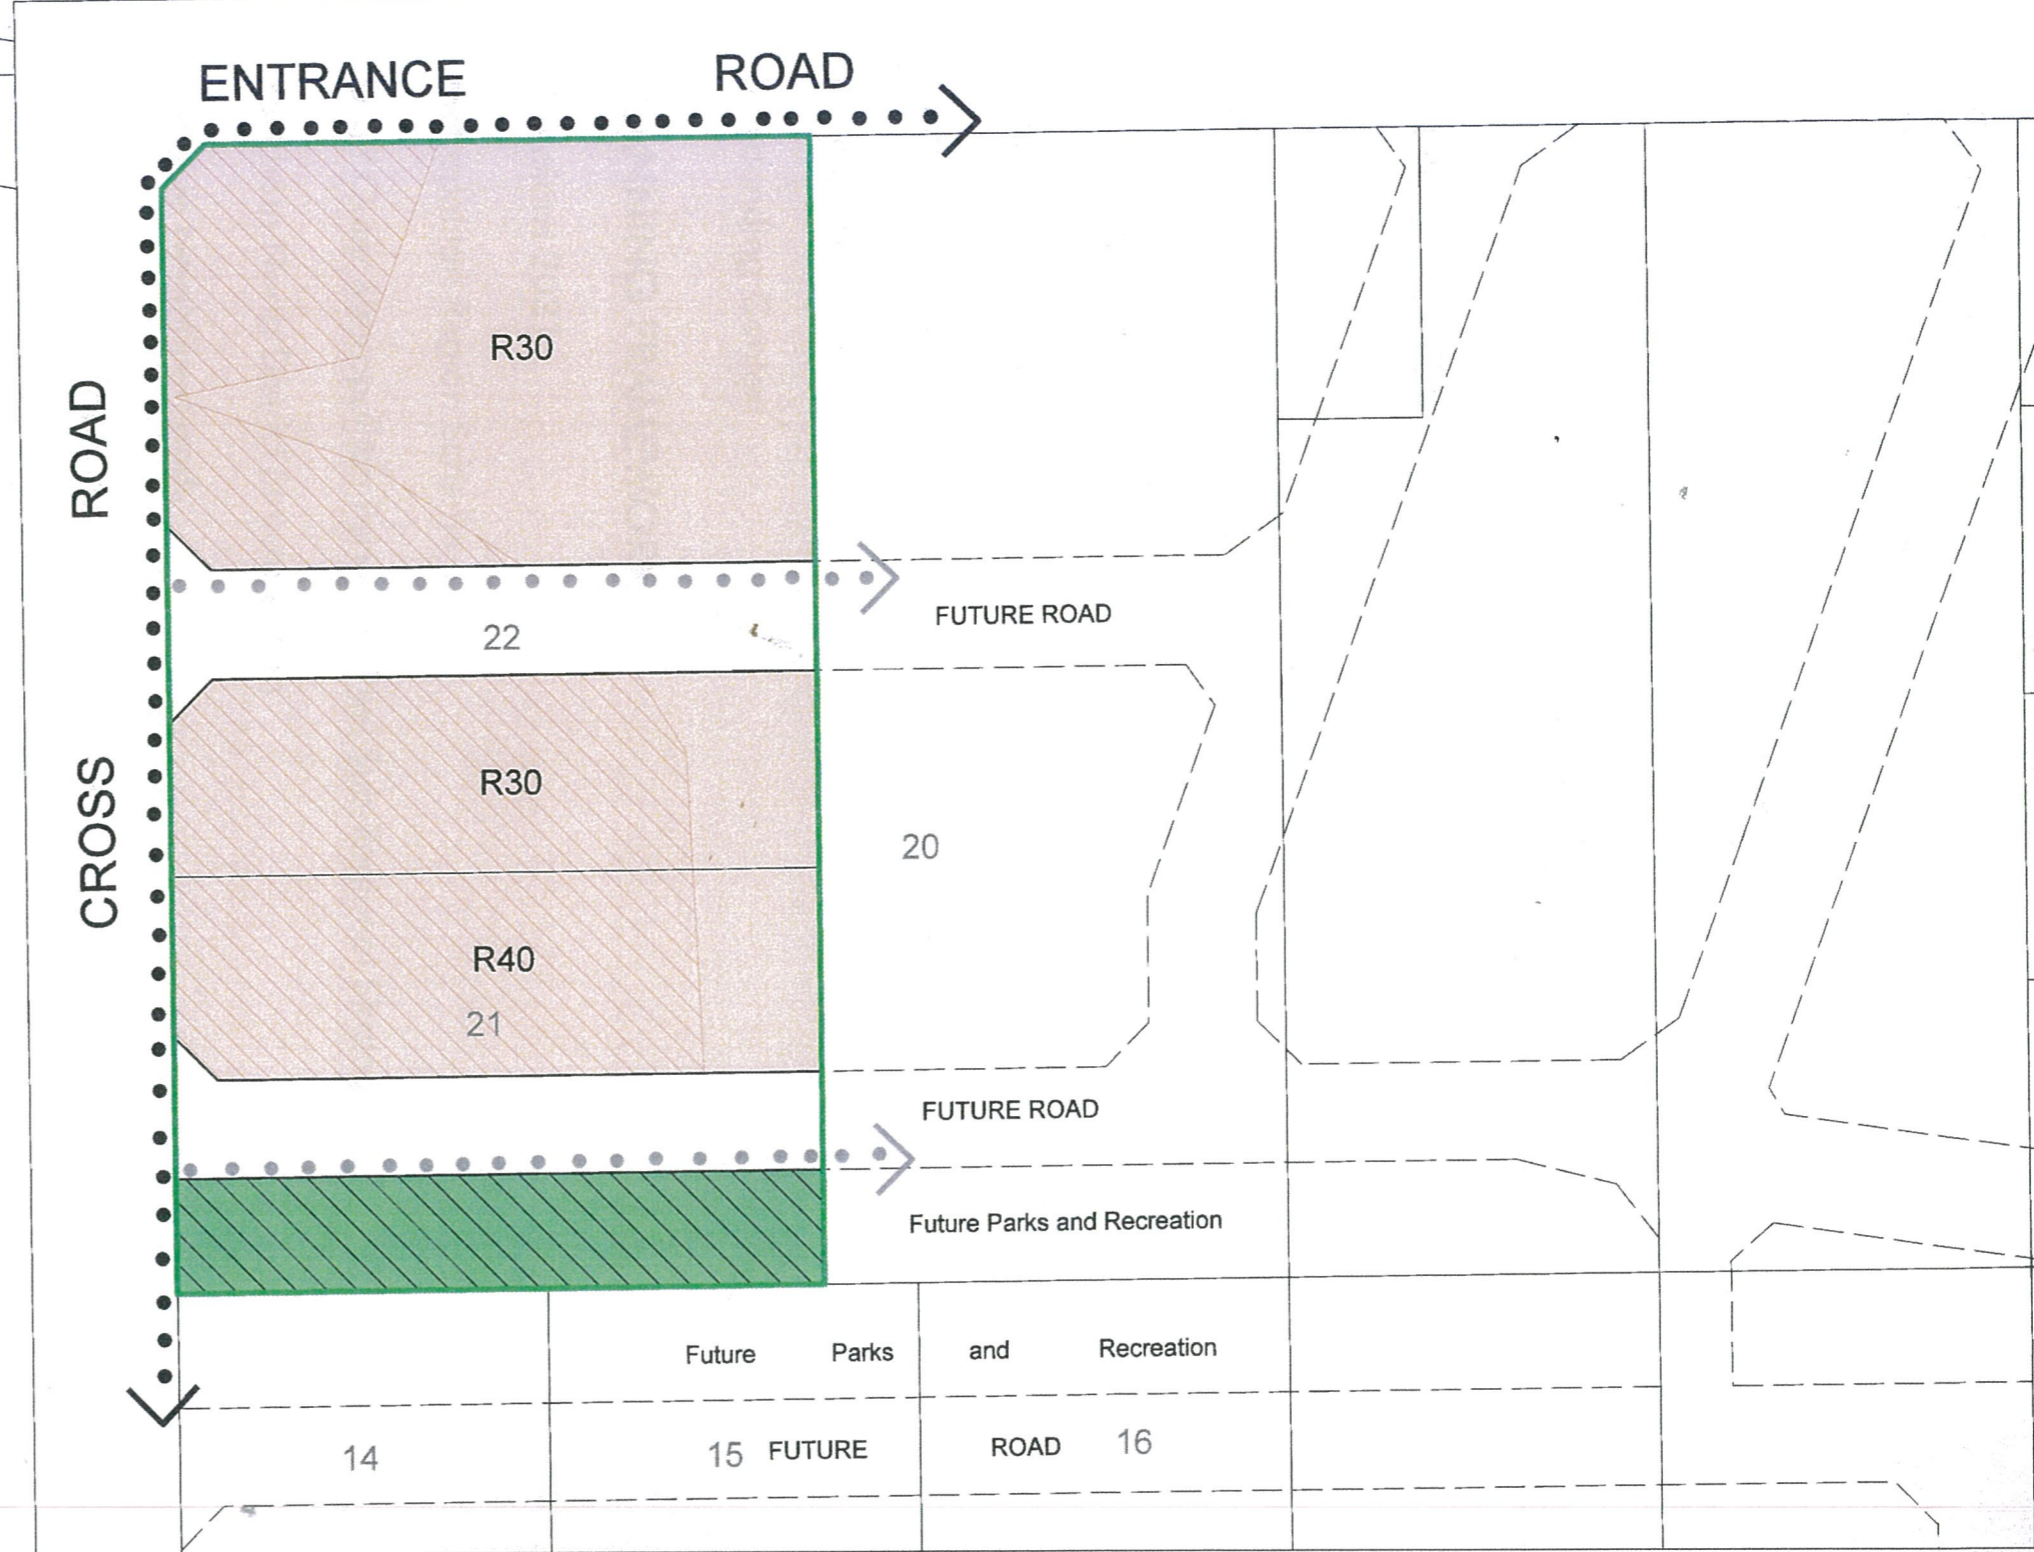 ENTRANCE ROAD
R30
ROAD
FUTURE ROAD
22
R30
CROSS
20
R40
21
FUTURE ROAD
Future Parks and Recreation
Future Parks and Recreation
14 15 FUTURE ROAD 16